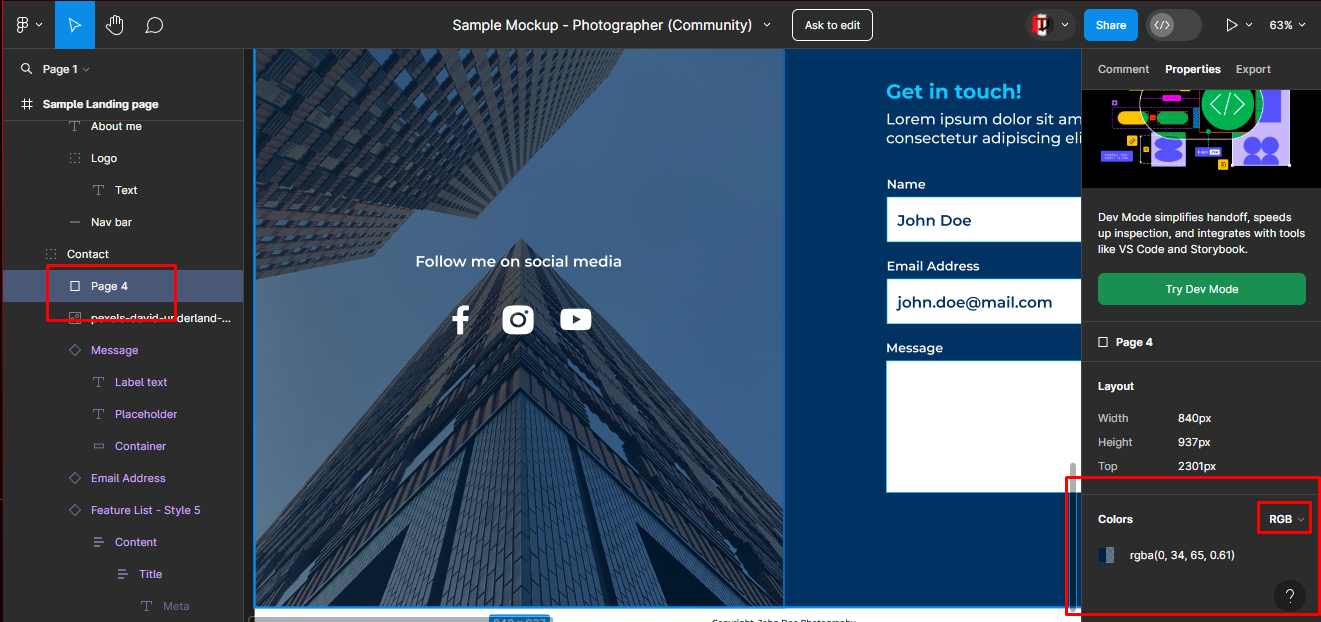 Sample Mockup - Photographer (Community)
Ask to edit
Share
63%
Page 1
Sample Landing page
About me
Logo
Text
Nav bar
Contact
Page 4
pexels-david-underland-...
Message
Label text
Placeholder
Container
Email Address
Feature List - Style 5
Content
Title
Meta
Follow me on social media
Get in touch!
Lorem ipsum dolor sit am
consectetur adipiscing eli
Name
John Doe
Email Address
john.doe@mail.com
Message
Copyright John Doe Photography
Comment Properties Export
Dev Mode simplifies handoff, speeds
up inspection, and integrates with tools
like VS Code and Storybook.
Try Dev Mode
Page 4
Layout
Width 840px
Height 937px
Top 2301px
Colors RGB
rgba(0, 34, 65, 0.61)
?